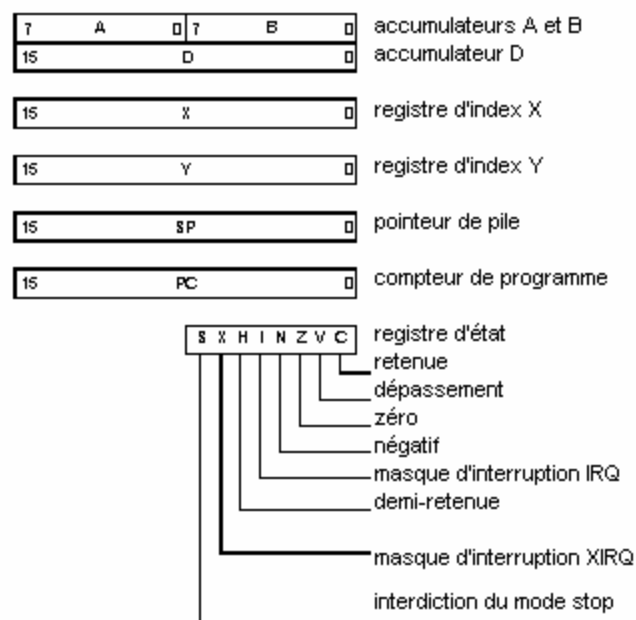 7 A 0 7 B 0 accumulateurs A et B
15 D 0 accumulateur D
15 X 0 registre d'index X
15 Y 0 registre d'index Y
15 SP 0 pointeur de pile
15 PC 0 compteur de programme
S X H I N Z V C registre d'état
retenue
dépassement
zéro
négatif
masque d'interruption IRQ
demi-retenue
masque d'interruption XIRQ
interdiction du mode stop